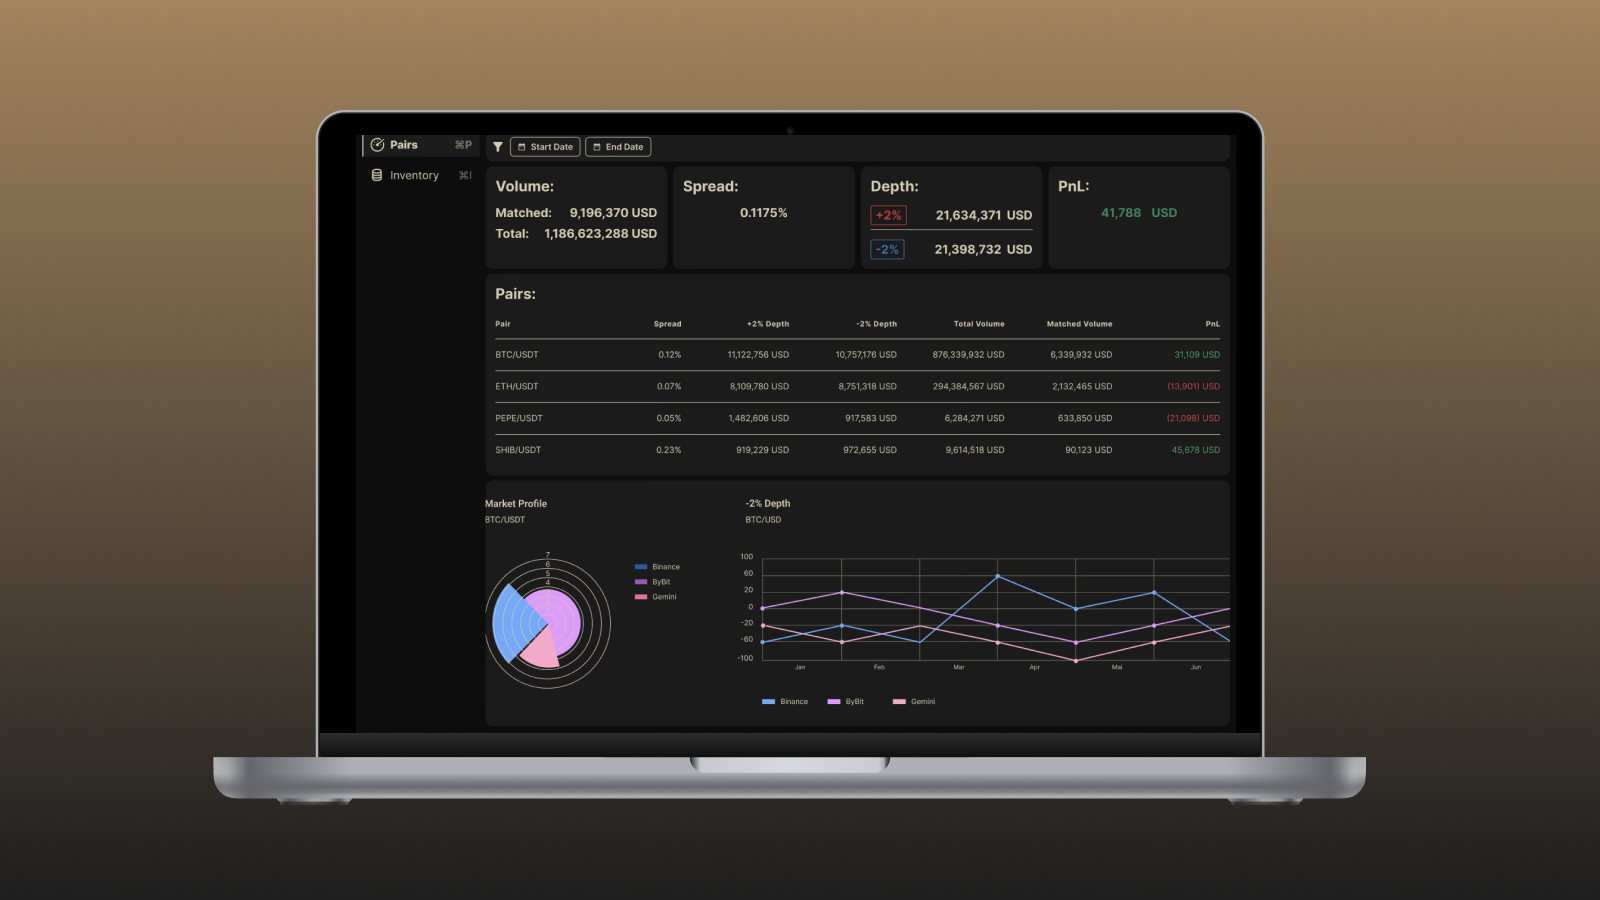 Pairs ⌘P
Inventory ⌘I
Start Date End Date
Volume:
Matched: 9,196,370 USD
Total: 1,186,623,288 USD
Spread:
0.1175%
Depth:
+2% 21,634,371 USD
-2% 21,398,732 USD
PnL:
41,788 USD
Pairs:
Pair Spread +2% Depth -2% Depth Total Volume Matched Volume PnL
BTC/USDT 0.12% 11,122,756 USD 10,757,176 USD 876,339,932 USD 6,339,932 USD 31,109 USD
ETH/USDT 0.07% 8,109,780 USD 8,751,318 USD 294,384,567 USD 2,132,465 USD (13,901) USD
PEPE/USDT 0.05% 1,482,606 USD 917,583 USD 6,284,271 USD 633,850 USD (21,098) USD
SHIB/USDT 0.23% 919,229 USD 972,655 USD 9,614,518 USD 90,123 USD 45,678 USD
Market Profile
BTC/USDT
7
6
5
4
Binance
ByBit
Gemini
-2% Depth
BTC/USD
100
60
20
0
-20
-60
-100
Jan Feb Mar Apr Mai Jun
Binance ByBit Gemini